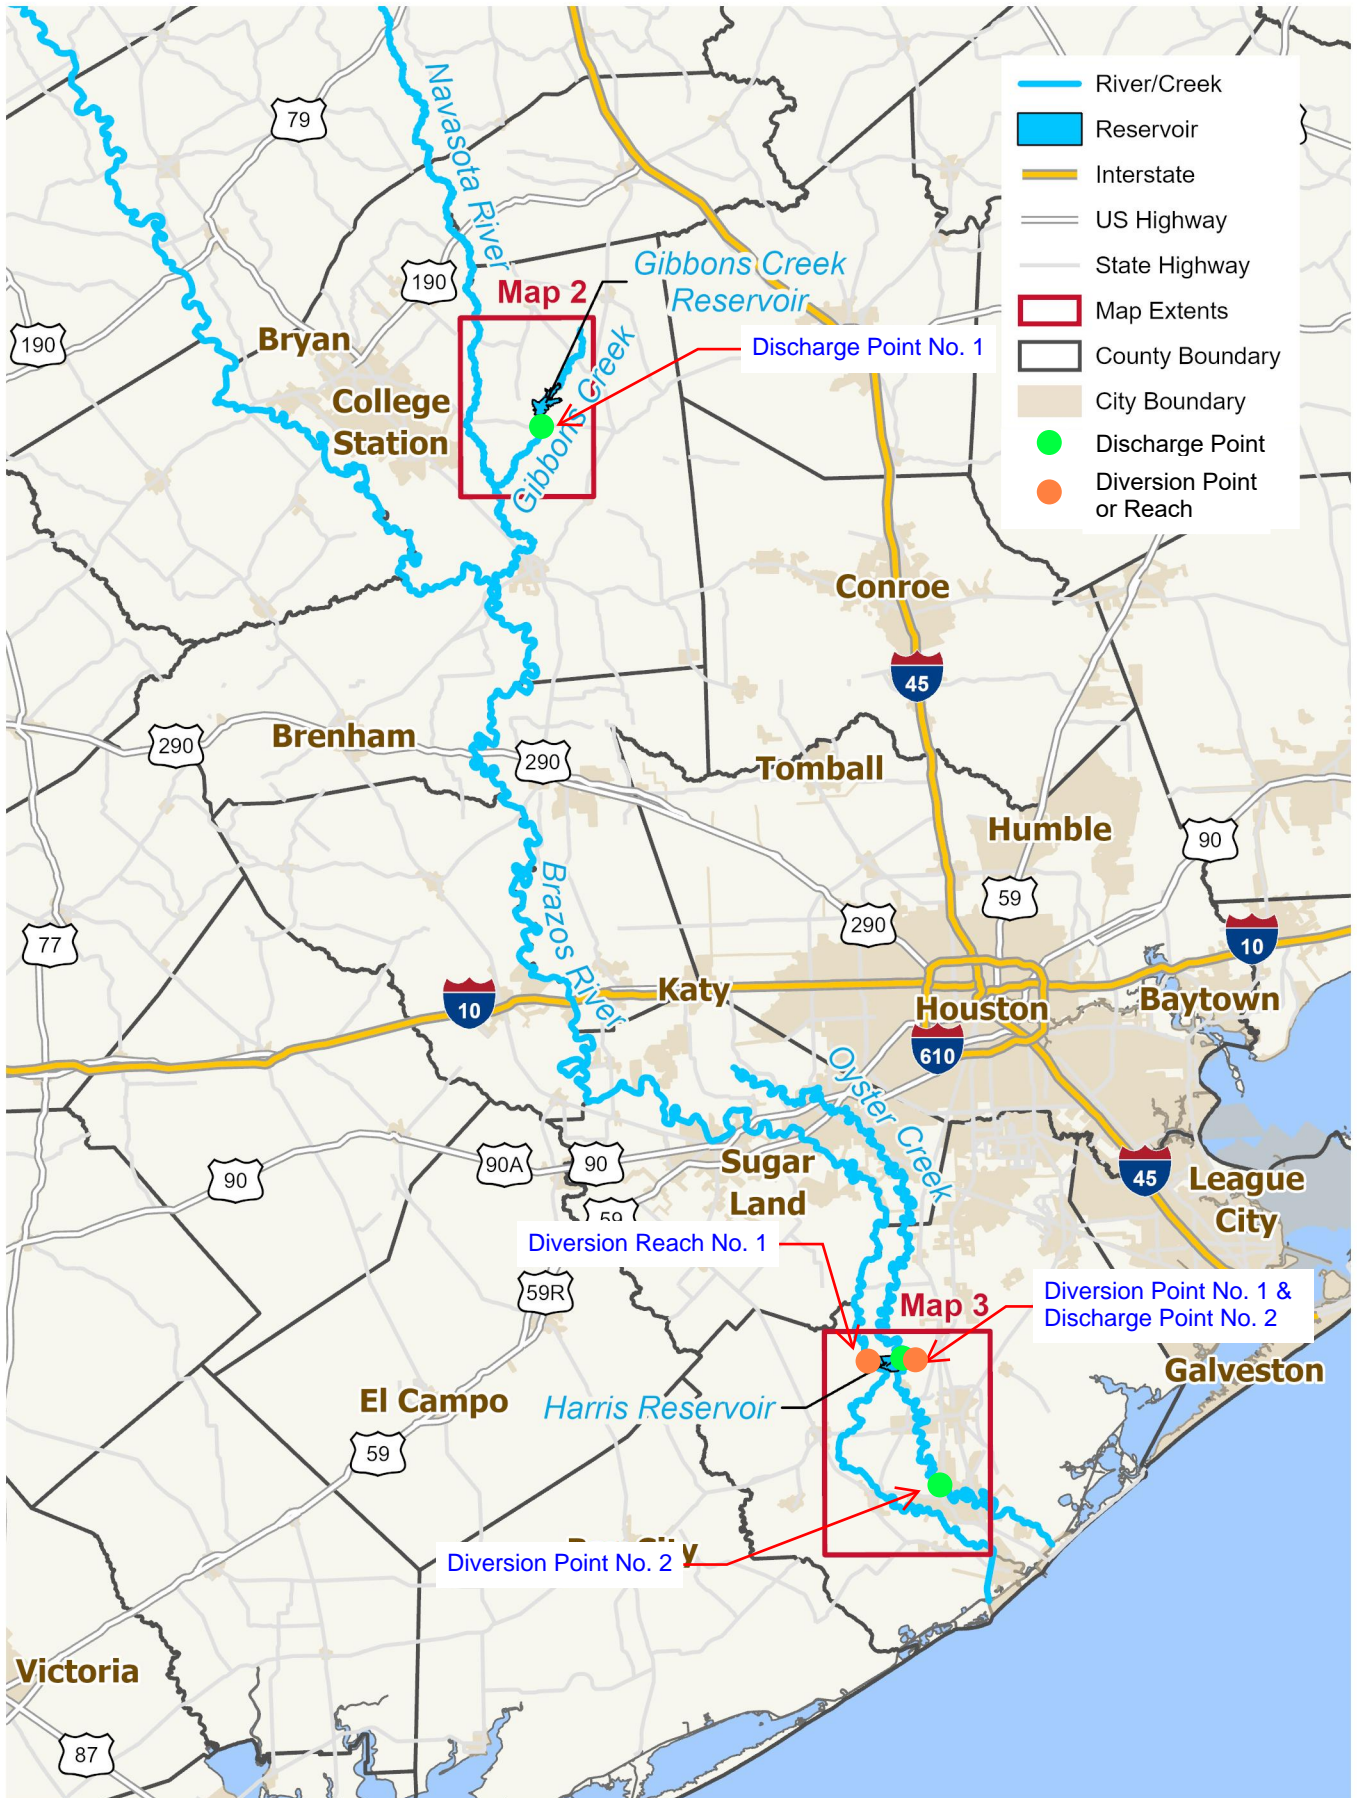 River/Creek
Reservoir
Interstate
US Highway
State Highway
Map Extents
County Boundary
City Boundary
Discharge Point
Diversion Point
or Reach
79
Navasota River
190
Gibbons Creek
Reservoir
Map 2
190
Bryan
Discharge Point No. 1
College
Station
Gibbons Creek
Conroe
45
Brenham
290
290
Tomball
Humble
90
59
290
77
10
Brazos River
Katy
10
Houston
Baytown
610
Oyster Creek
90
90A
90
Sugar
Land
45
League
City
59
Diversion Reach No. 1
59R
Map 3
Diversion Point No. 1 &
Discharge Point No. 2
Galveston
El Campo
Harris Reservoir
59
Diversion Point No. 2
Victoria
87